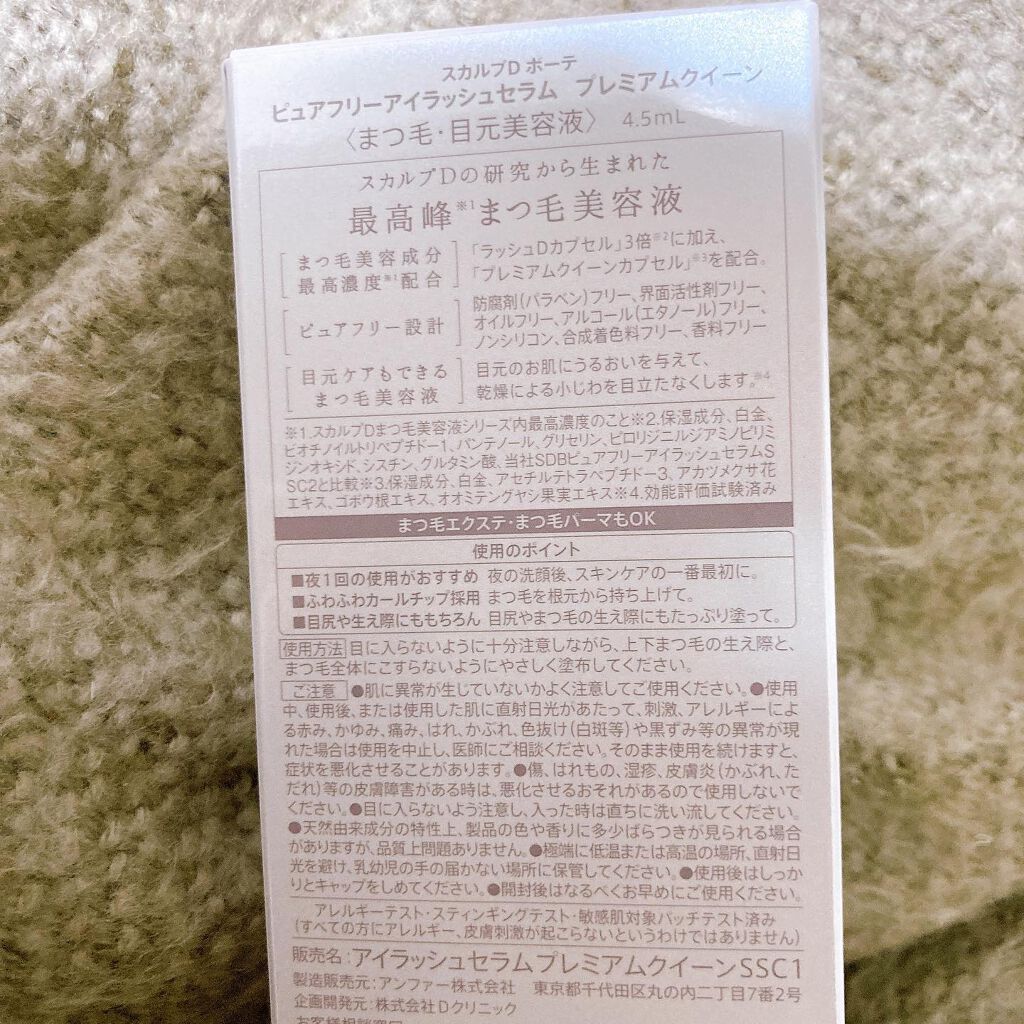 スカルプD ボーテ
ピュアフリーアイラッシュセラム プレミアムクイーン
〈まつ毛・目元美容液〉 4.5mL
スカルプDの研究から生まれた
最高峰※1まつ毛美容液
まつ毛美容成分
最高濃度※1配合
「ラッシュDカプセル」3倍※2に加え、
「プレミアムクイーンカプセル」※3を配合。
ピュアフリー設計
防腐剤(パラベン)フリー、界面活性剤フリー、
オイルフリー、アルコール(エタノール)フリー、
ノンシリコン、合成着色料フリー、香料フリー
目元ケアもできる
まつ毛美容液
目元のお肌にうるおいを与えて、
乾燥による小じわを目立たなくします。※4
※1.スカルプDまつ毛美容液シリーズ内最高濃度のこと※2.保湿成分、白金、
ビオチノイルトリペプチドー1、パンテノール、グリセリン、ピロリジニルジアミノピリミ
ジンオキシド、シスチン、グルタミン酸、当社SDBピュアフリーアイラッシュセラムS
SC2と比較※3.保湿成分、白金、アセチルテトラペプチドー3、アカツメクサ花
エキス、ゴボウ根エキス、オオミテングヤシ果実エキス※4.効能評価試験済み
まつ毛エクステ・まつ毛パーマもOK
使用のポイント
■夜1回の使用がおすすめ 夜の洗顔後、スキンケアの一番最初に。
■ふわふわカールチップ採用 まつ毛を根元から持ち上げて。
■目尻や生え際にももちろん 目尻やまつ毛の生え際にもたっぷり塗って。
使用方法 目に入らないように十分注意しながら、上下まつ毛の生え際と、
まつ毛全体にこすらないようにやさしく塗布してください。
ご注意 ●肌に異常が生じていないかよく注意してご使用ください。●使用
中、使用後、または使用した肌に直射日光があたって、刺激、アレルギーによ
る赤み、かゆみ、痛み、はれ、かぶれ、色抜け(白斑等)や黒ずみ等の異常が現
れた場合は使用を中止し、医師にご相談ください。そのまま使用を続けますと、
症状を悪化させることがあります。●傷、はれもの、湿疹、皮膚炎(かぶれ、た
だれ)等の皮膚障害がある時は、悪化させるおそれがあるので使用しないで
ください。●目に入らないよう注意し、入った時は直ちに洗い流してください。
●天然由来成分の特性上、製品の色や香りに多少ばらつきが見られる場合
がありますが、品質上問題ありません。●極端に低温または高温の場所、直射日
光を避け、乳幼児の手の届かない場所に保管してください。●使用後はしっか
りとキャップをしめてください。●開封後はなるべくお早めにご使用ください。
アレルギーテスト・スティンギングテスト・敏感肌対象パッチテスト済み
(すべての方にアレルギー、皮膚刺激が起こらないというわけではありません)
販売名:アイラッシュセラムプレミアムクイーンSSC1
製造販売元:アンファー株式会社 東京都千代田区丸の内二丁目7番2号
企画開発元:株式会社Dクリニック